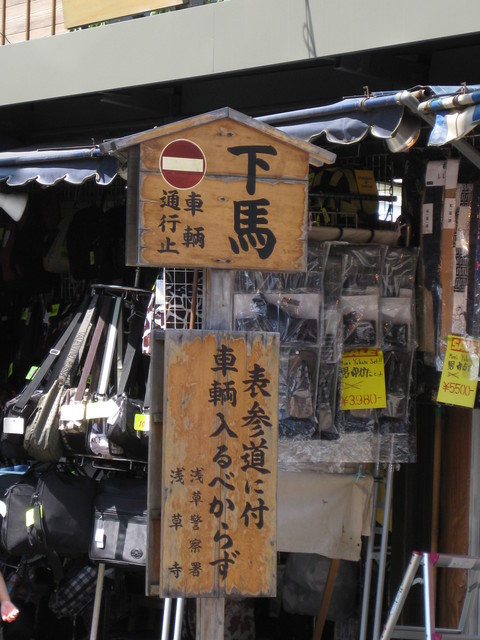 下馬
車輌
通行止
表参道に付
車輌入るべからず
浅草警察署
浅草寺
¥3980-
¥5500-